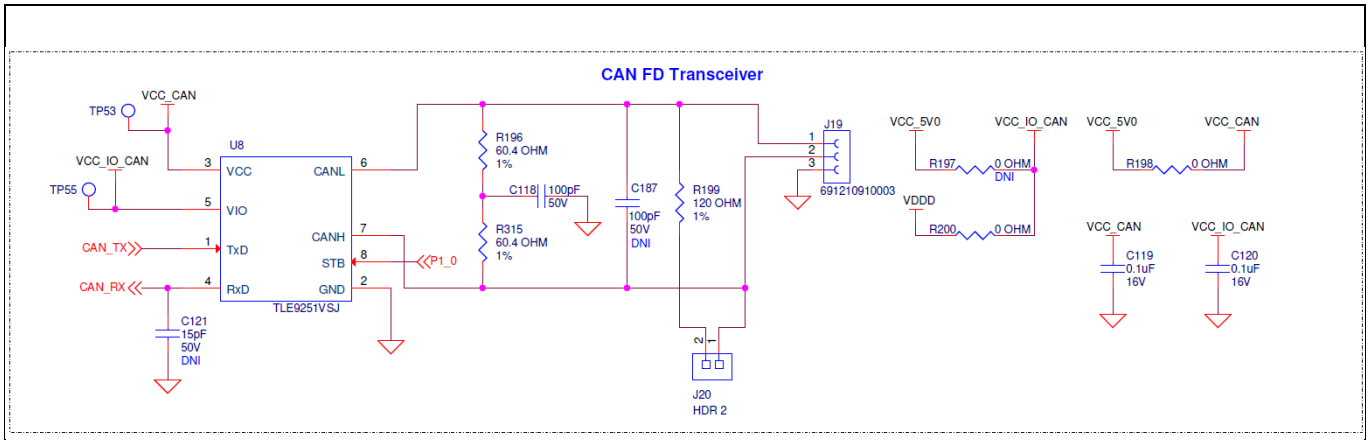 CAN FD Transceiver
TP53
VCC_CAN
VCC_IO_CAN
TP55
CAN_TX
CAN_RX
C121
15pF
50V
DNI
U8
3
VCC
5
VIO
1
TxD
4
RxD
CANL
6
CANH
7
STB
8
P1_0
GND
2
TLE9251VSJ
R196
60.4 OHM
1%
C118
100pF
50V
R315
60.4 OHM
1%
C187
100pF
50V
DNI
R199
120 OHM
1%
2
1
J20
HDR 2
J19
1
2
3
691210910003
VCC_5V0
VCC_IO_CAN
R197
0 OHM
DNI
VDDD
R200
0 OHM
VCC_5V0
VCC_CAN
R198
0 OHM
VCC_CAN
C119
0.1uF
16V
VCC_IO_CAN
C120
0.1uF
16V